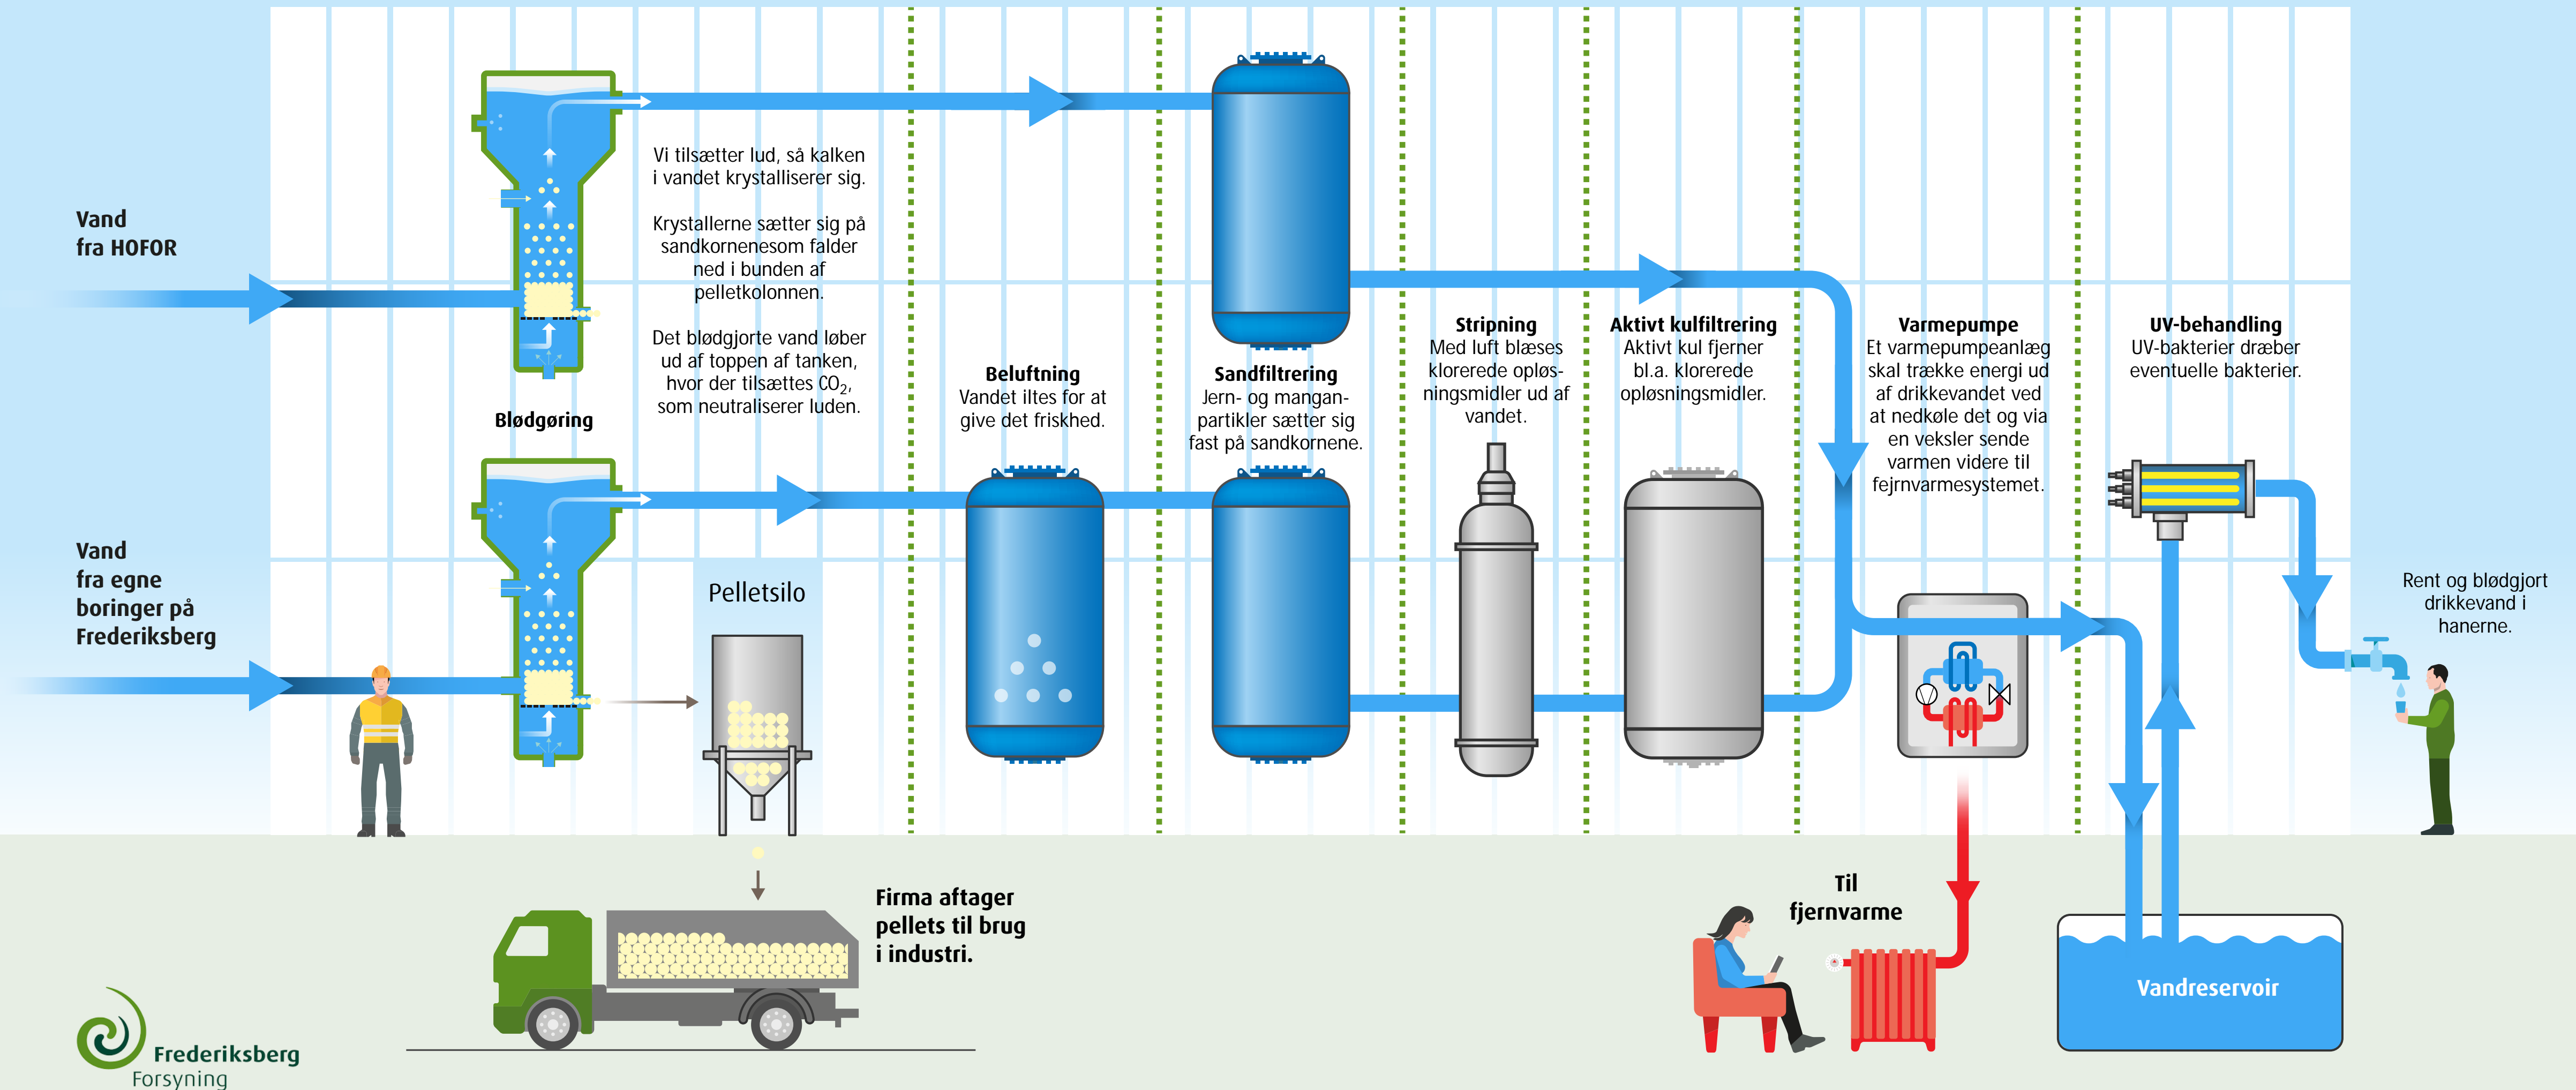 Vand
fra HOFOR
Vand
fra egne
boringer på
Frederiksberg
Blødgøring
Vi tilsætter lud, så kalken
i vandet krystalliserer sig.
Krystallerne sætter sig på
sandkornenesom falder
ned i bunden af
pelletkolonnen.
Det blødgjorte vand løber
ud af toppen af tanken,
hvor der tilsættes CO₂,
som neutraliserer luden.
Pelletsilo
Firma aftager
pellets til brug
i industri.
Beluftning
Vandet iltes for at
give det friskhed.
Sandfiltrering
Jern- og mangan-
partikler sætter sig
fast på sandkornene.
Stripning
Med luft blæses
klorerede opløs-
ningsmidler ud af
vandet.
Aktivt kulfiltrering
Aktivt kul fjerner
bl.a. klorerede
opløsningsmidler.
Varmepumpe
Et varmepumpeanlæg
skal trække energi ud
af drikkevandet ved
at nedkøle det og via
en veksler sende
varmen videre til
fejrnvarmesystemet.
Til
fjernvarme
UV-behandling
UV-bakterier dræber
eventuelle bakterier.
Vandreservoir
Rent og blødgjort
drikkevand i
hanerne.
Frederiksberg
Forsyning